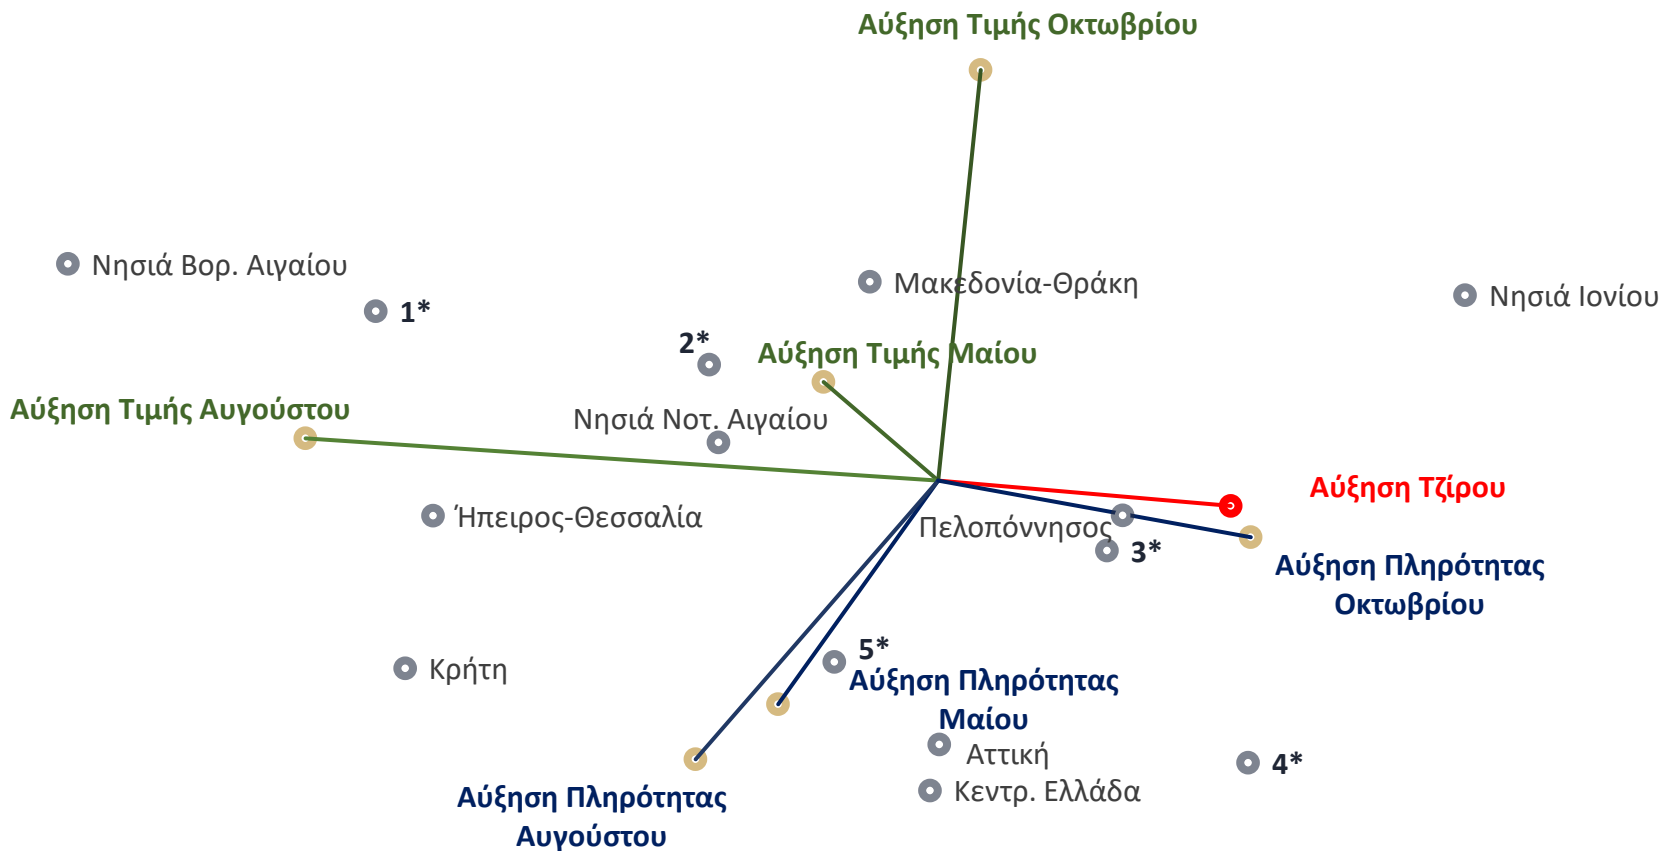 Αύξηση Τιμής Οκτωβρίου
Νησιά Βορ. Αιγαίου
Μακεδονία-Θράκη
Νησιά Ιονίου
1*
2*
Αύξηση Τιμής Μαίου
Αύξηση Τιμής Αυγούστου
Νησιά Νοτ. Αιγαίου
Αύξηση Τζίρου
Ήπειρος-Θεσσαλία
Πελοπόννησος
3*
Αύξηση Πληρότητας
Οκτωβρίου
5*
Κρήτη
Αύξηση Πληρότητας
Μαίου
Αττική
4*
Κεντρ. Ελλάδα
Αύξηση Πληρότητας
Αυγούστου